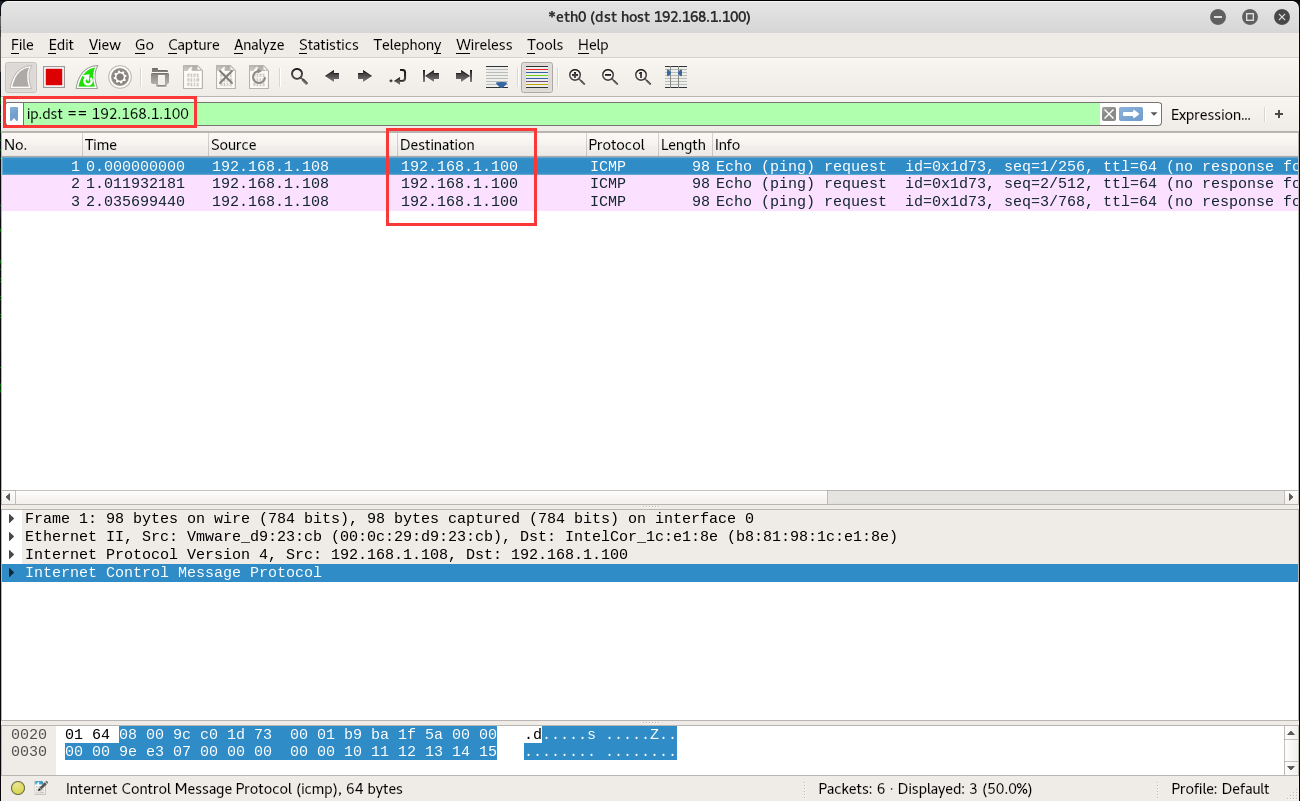 *eth0 (dst host 192.168.1.100)
File Edit View Go Capture Analyze Statistics Telephony Wireless Tools Help
ip.dst == 192.168.1.100 Expression... +
No. Time Source Destination Protocol Length Info
1 0.000000000 192.168.1.108 192.168.1.100 ICMP 98 Echo (ping) request id=0x1d73, seq=1/256, ttl=64 (no response fo
2 1.011932181 192.168.1.108 192.168.1.100 ICMP 98 Echo (ping) request id=0x1d73, seq=2/512, ttl=64 (no response fo
3 2.035699440 192.168.1.108 192.168.1.100 ICMP 98 Echo (ping) request id=0x1d73, seq=3/768, ttl=64 (no response fo
Frame 1: 98 bytes on wire (784 bits), 98 bytes captured (784 bits) on interface 0
Ethernet II, Src: Vmware_d9:23:cb (00:0c:29:d9:23:cb), Dst: IntelCor_1c:e1:8e (b8:81:98:1c:e1:8e)
Internet Protocol Version 4, Src: 192.168.1.108, Dst: 192.168.1.100
Internet Control Message Protocol
0020 01 64 08 00 9c c0 1d 73 00 01 b9 ba 1f 5a 00 00 .d.....s .....Z..
0030 00 00 9e e3 07 00 00 00 00 00 10 11 12 13 14 15 ........ ........
Internet Control Message Protocol (icmp), 64 bytes Packets: 6 · Displayed: 3 (50.0%) Profile: Default